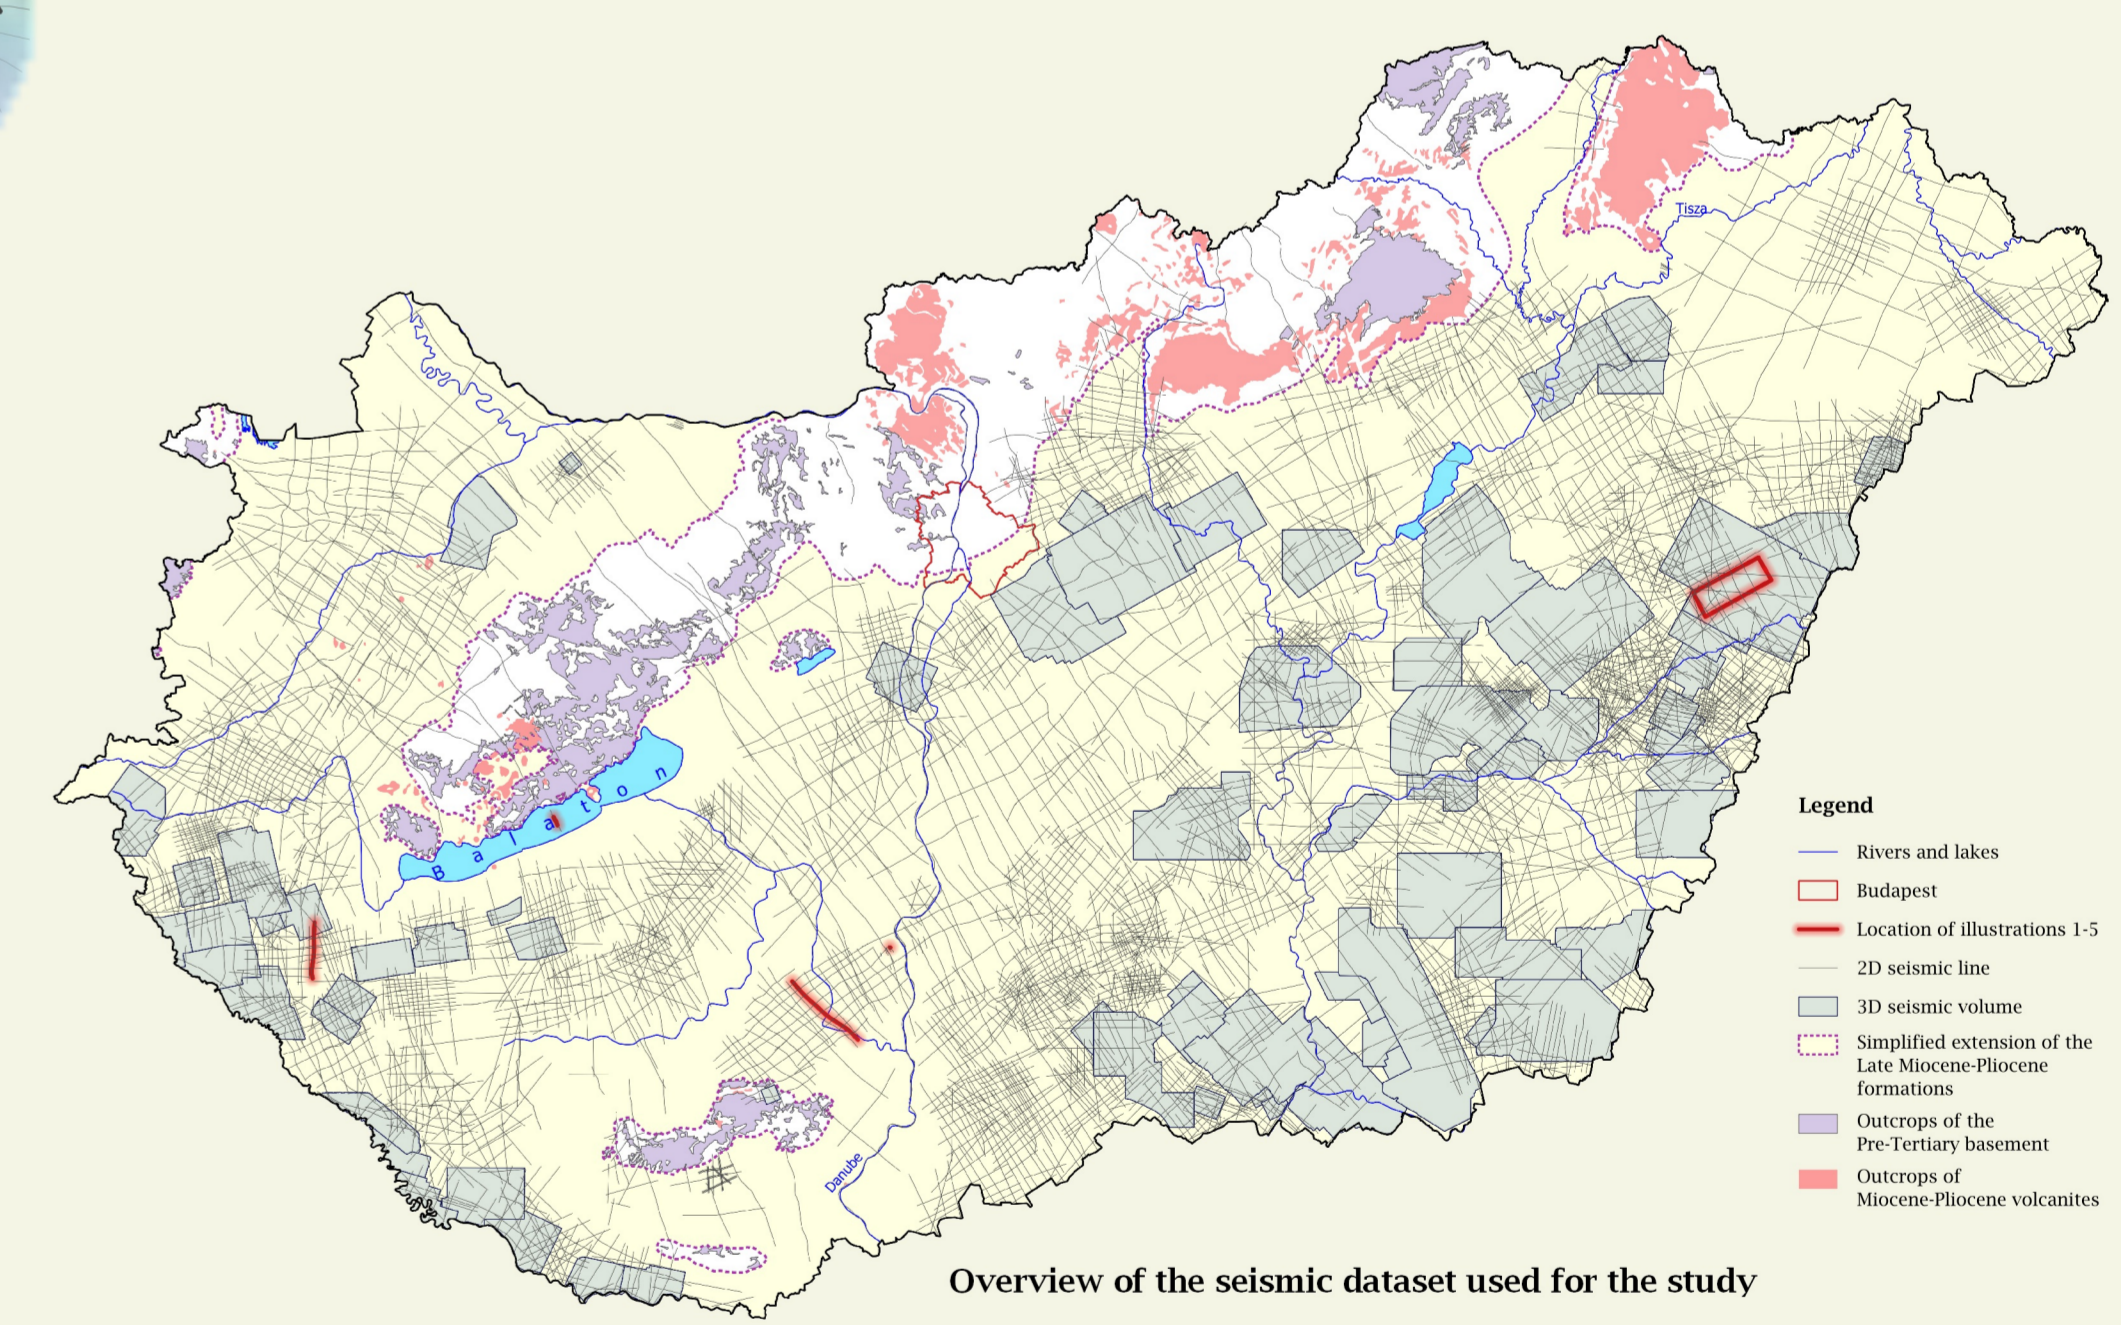 Tisza
B a l a t o n
Danube
Legend
Rivers and lakes
Budapest
Location of illustrations 1-5
2D seismic line
3D seismic volume
Simplified extension of the
Late Miocene-Pliocene
formations
Outcrops of the
Pre-Tertiary basement
Outcrops of
Miocene-Pliocene volcanites
Overview of the seismic dataset used for the study